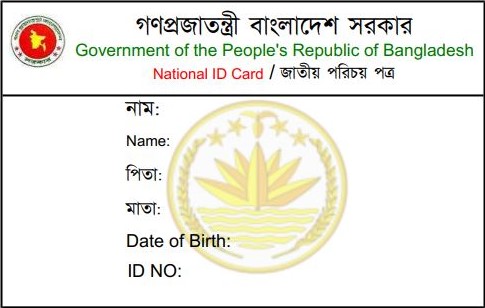 গণপ্রজাতন্ত্রী বাংলাদেশ সরকার
Government of the People's Republic of Bangladesh
National ID Card / জাতীয় পরিচয় পত্র
নাম:
Name:
পিতা:
মাতা:
Date of Birth:
ID NO: